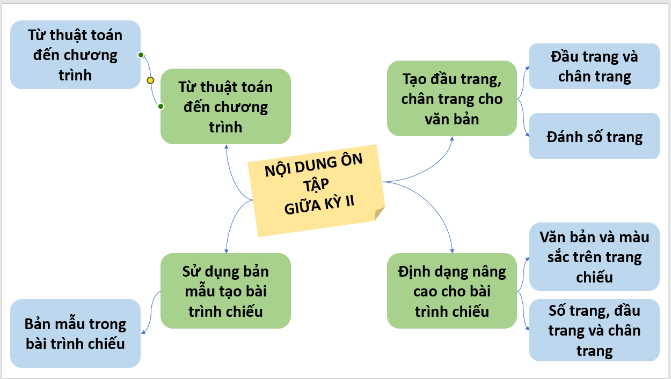 Từ thuật toán
đến chương
trình
Từ thuật toán
đến chương
trình
Tạo đầu trang,
chân trang cho
văn bản
Đầu trang và
chân trang
Đánh số trang
NỘI DUNG ÔN
TẬP
GIỮA KỲ II
Sử dụng bản
mẫu tạo bài
trình chiếu
Bản mẫu trong
bài trình chiếu
Định dạng nâng
cao cho bài
trình chiếu
Văn bản và màu
sắc trên trang
chiếu
Số trang, đầu
trang và chân
trang